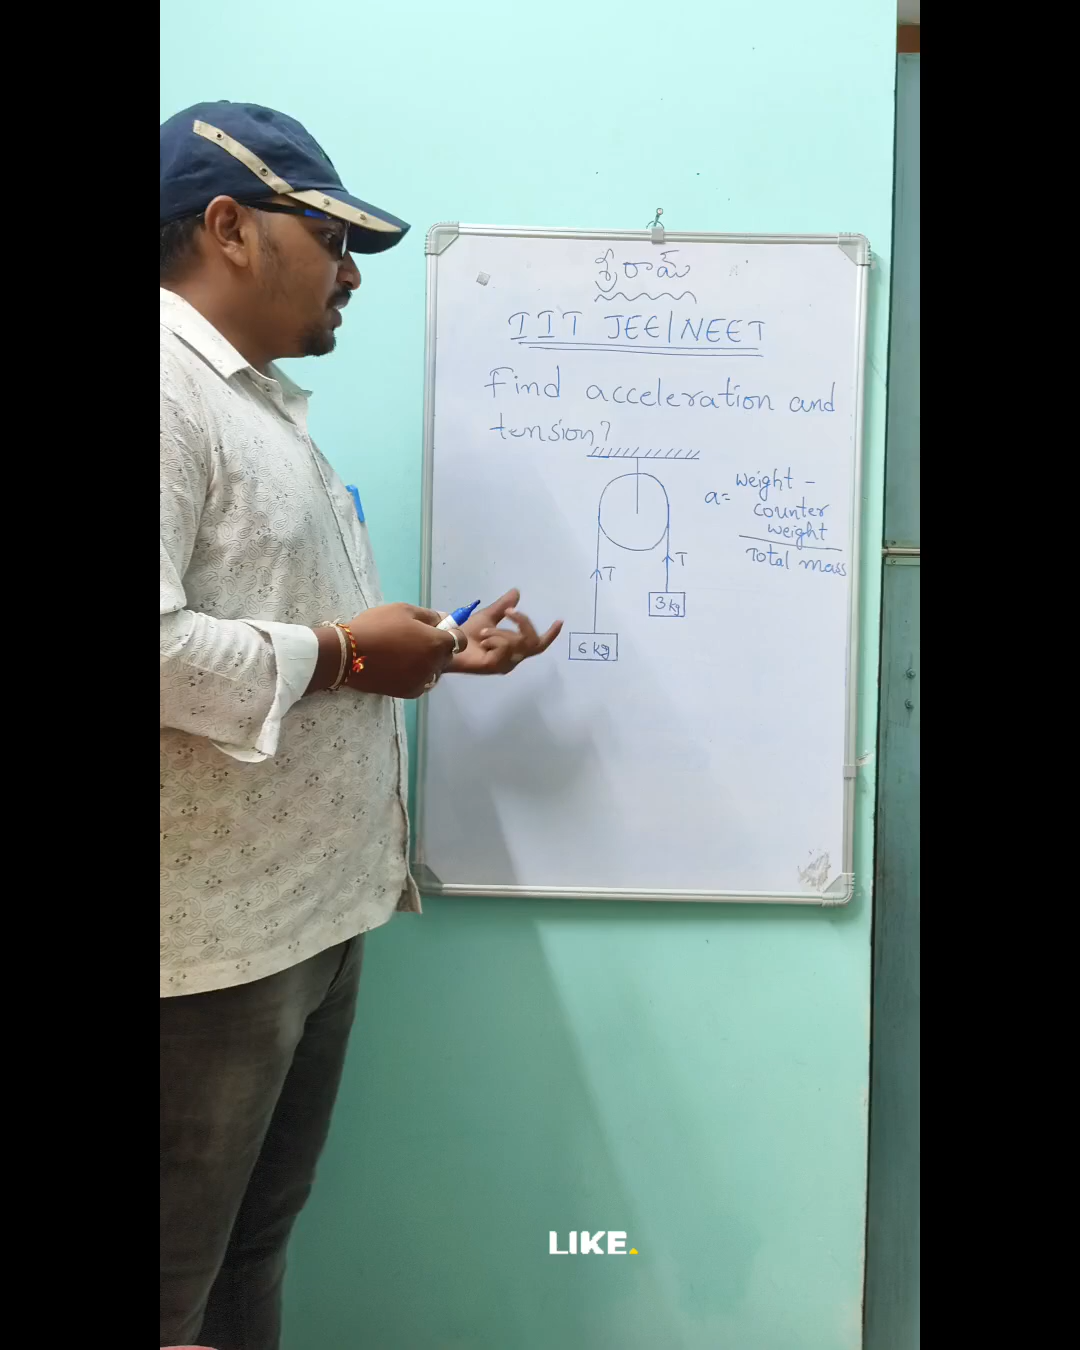 శ్రీరామ్
IIT JEE/NEET
Find acceleration and
tension?
a= weight -
counter
weight
Total mass
T
T
3 kg
6 kg
LIKE.